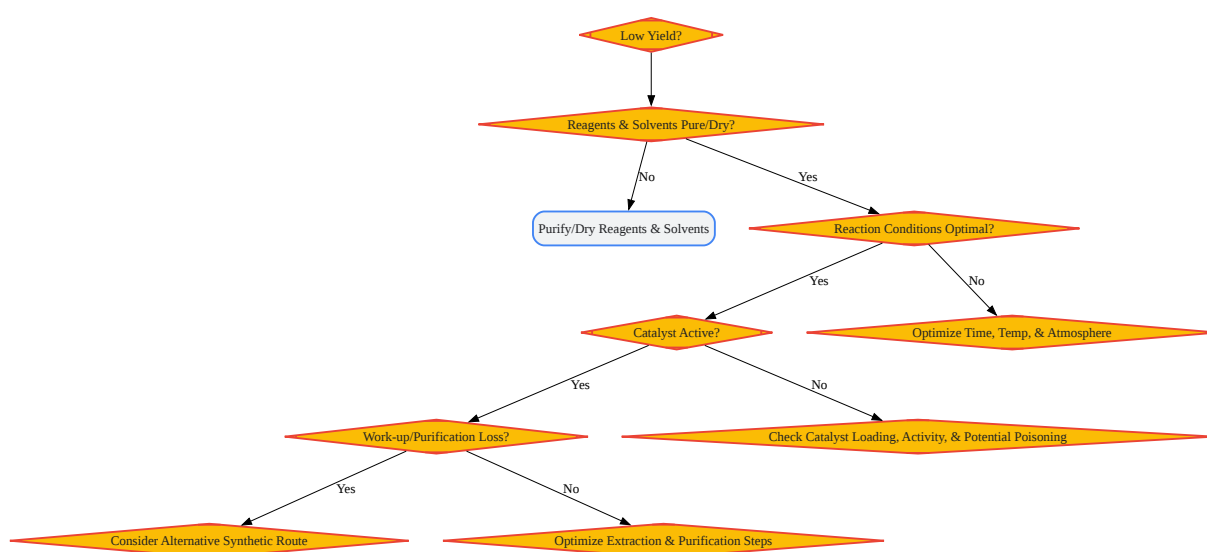 Low Yield?
Reagents & Solvents Pure/Dry?
No
Yes
Purify/Dry Reagents & Solvents
Reaction Conditions Optimal?
Yes
No
Catalyst Active?
Optimize Time, Temp, & Atmosphere
Yes
No
Work-up/Purification Loss?
Check Catalyst Loading, Activity, & Potential Poisoning
Yes
No
Consider Alternative Synthetic Route
Optimize Extraction & Purification Steps